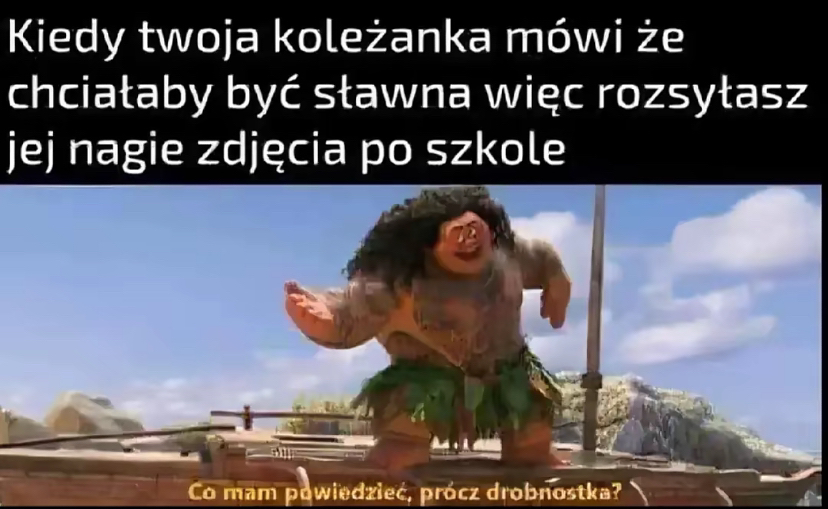 Kiedy twoja koleżanka mówi że
chciałaby być sławna więc rozsyłasz
jej nagie zdjęcia po szkole
Co mam powiedzieć, prócz drobnostka?